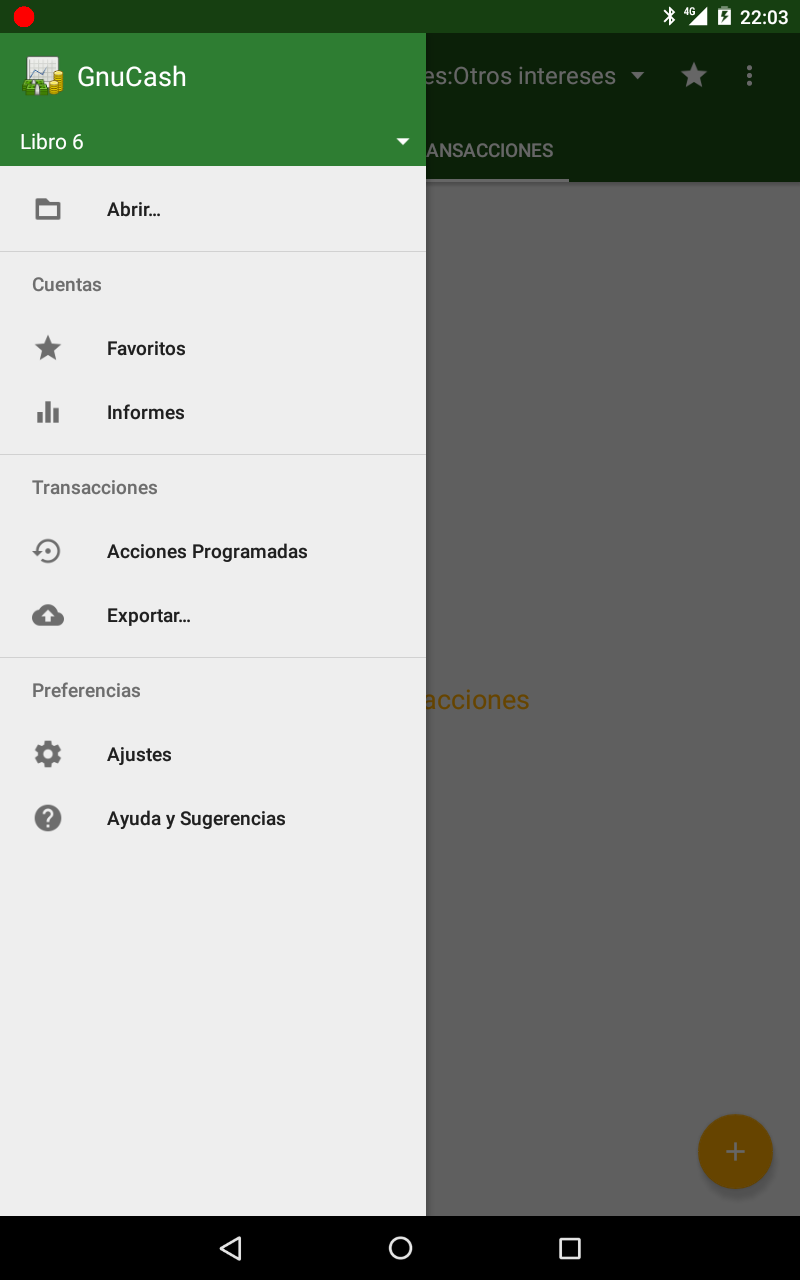 4G 22:03
GnuCash
es:Otros intereses
Libro 6
ANSACCIONES
Abrir…
Cuentas
Favoritos
Informes
Transacciones
Acciones Programadas
Exportar…
Preferencias
acciones
Ajustes
Ayuda y Sugerencias